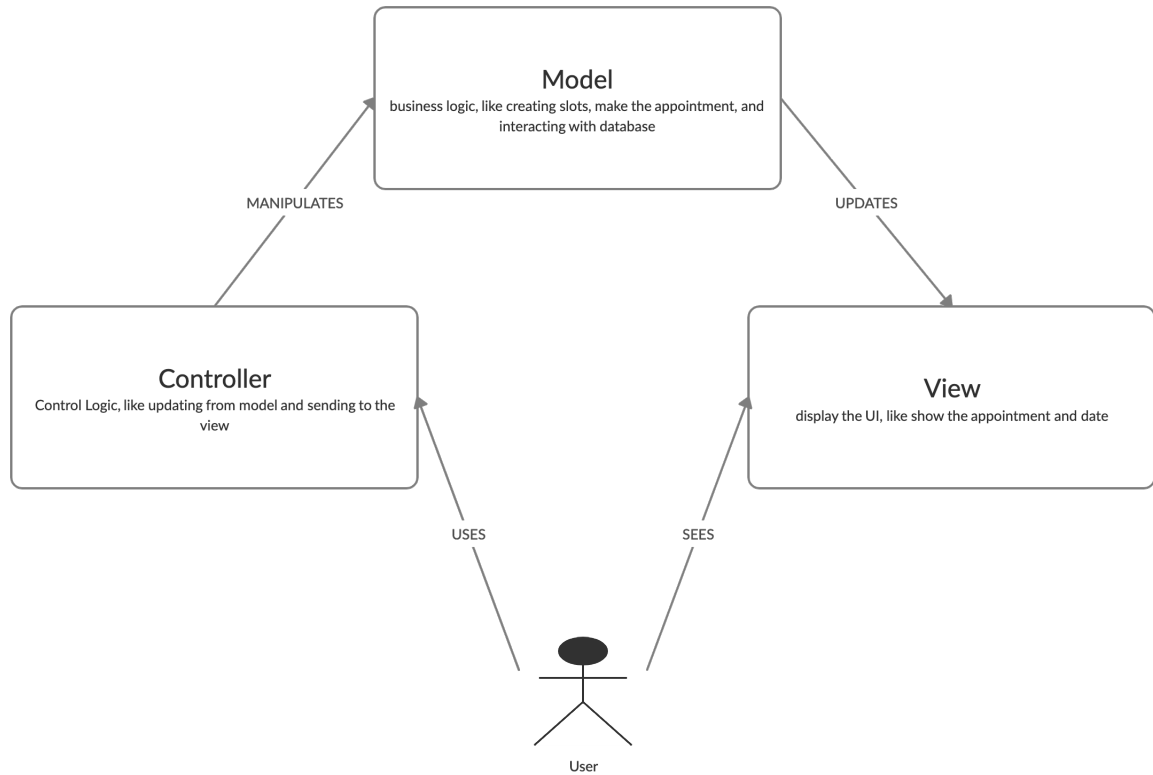 Model
business logic, like creating slots, make the appointment, and
interacting with database
MANIPULATES
UPDATES
Controller
Control Logic, like updating from model and sending to the
view
View
display the UI, like show the appointment and date
USES
SEES
User